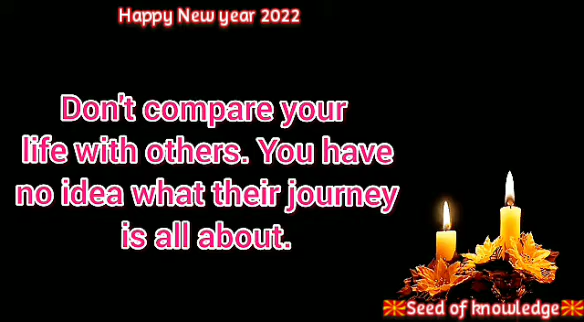 Happy New year 2022
Don't compare your
life with others. You have
no idea what their journey
is all about.
Seed of knowledge